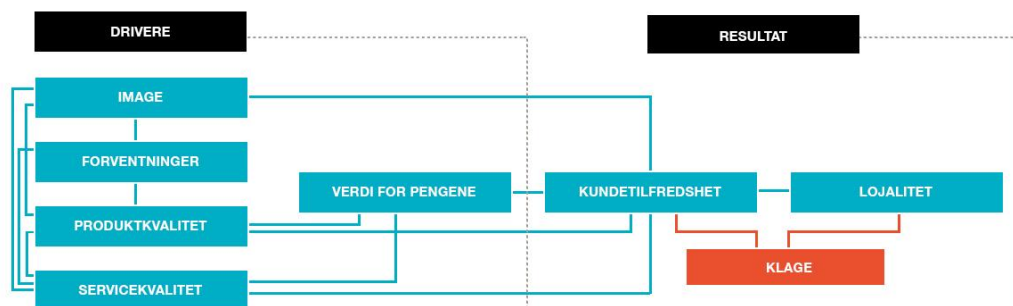 DRIVERE
RESULTAT
IMAGE
FORVENTNINGER
VERDI FOR PENGENE
KUNDETILFREDSHET
LOJALITET
PRODUKTKVALITET
KLAGE
SERVICEKVALITET